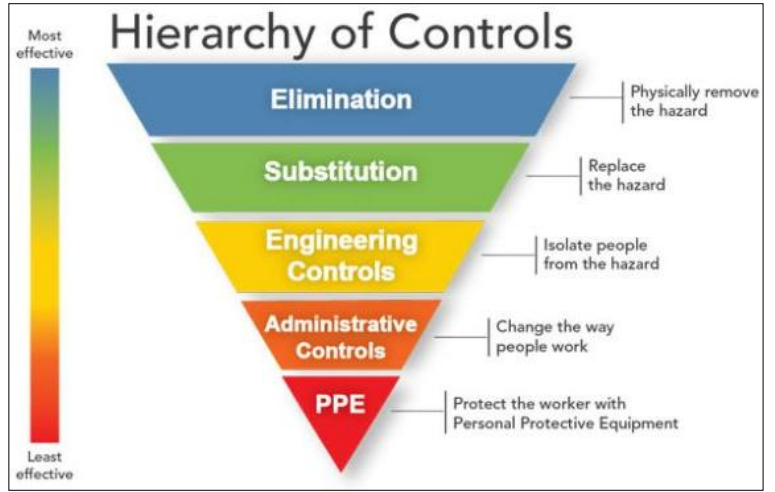 Hierarchy of Controls
Most
effective
Elimination
Physically remove
the hazard
Substitution
Replace
the hazard
Engineering
Controls
Isolate people
from the hazard
Administrative
Controls
Change the way
people work
PPE
Protect the worker with
Personal Protective Equipment
Least
effective